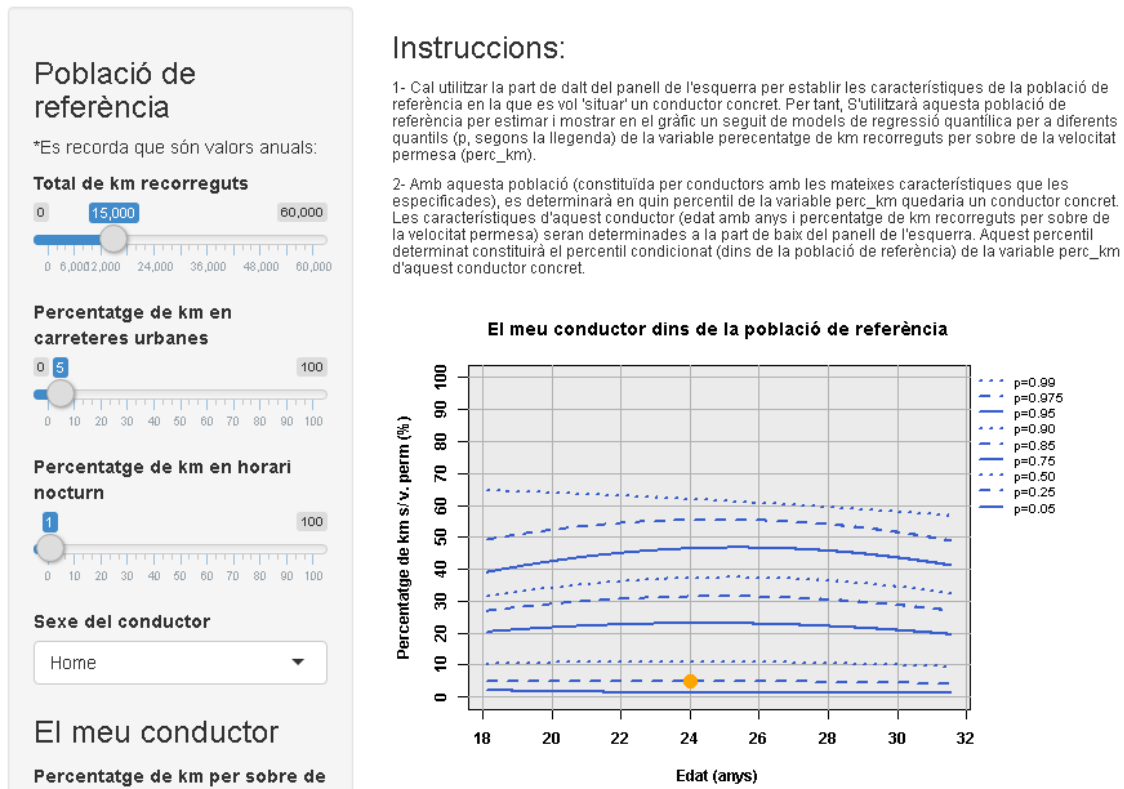 Població de
referència
*Es recorda que són valors anuals:
Total de km recorreguts
0 15,000 60,000
0 6,000 12,000 24,000 36,000 48,000 60,000
Percentatge de km en
carreteres urbanes
0 5 100
0 10 20 30 40 50 60 70 80 90 100
Percentatge de km en horari
nocturn
1 100
0 10 20 30 40 50 60 70 80 90 100
Sexe del conductor
Home
El meu conductor
Percentatge de km per sobre de
Instruccions:
1- Cal utilitzar la part de dalt del panell de l'esquerra per establir les característiques de la població de
referència en la que es vol 'situar' un conductor concret. Per tant, S'utilitzarà aquesta població de
referència per estimar i mostrar en el gràfic un seguit de models de regressió quantílica per a diferents
quantils (p, segons la llegenda) de la variable perecentatge de km recorreguts per sobre de la velocitat
permesa (perc_km).
2- Amb aquesta població (constituïda per conductors amb les mateixes característiques que les
especificades), es determinarà en quin percentil de la variable perc_km quedaria un conductor concret.
Les característiques d'aquest conductor (edat amb anys i percentatge de km recorreguts per sobre de
la velocitat permesa) seran determinades a la part de baix del panell de l'esquerra. Aquest percentil
determinat constituirà el percentil condicionat (dins de la població de referència) de la variable perc_km
d'aquest conductor concret.
El meu conductor dins de la població de referència
Percentatge de km s/ v. perm (%)
100
90
80
70
60
50
40
30
20
10
0
18 20 22 24 26 28 30 32
Edat (anys)
p=0.99
p=0.975
p=0.95
p=0.90
p=0.85
p=0.75
p=0.50
p=0.25
p=0.05